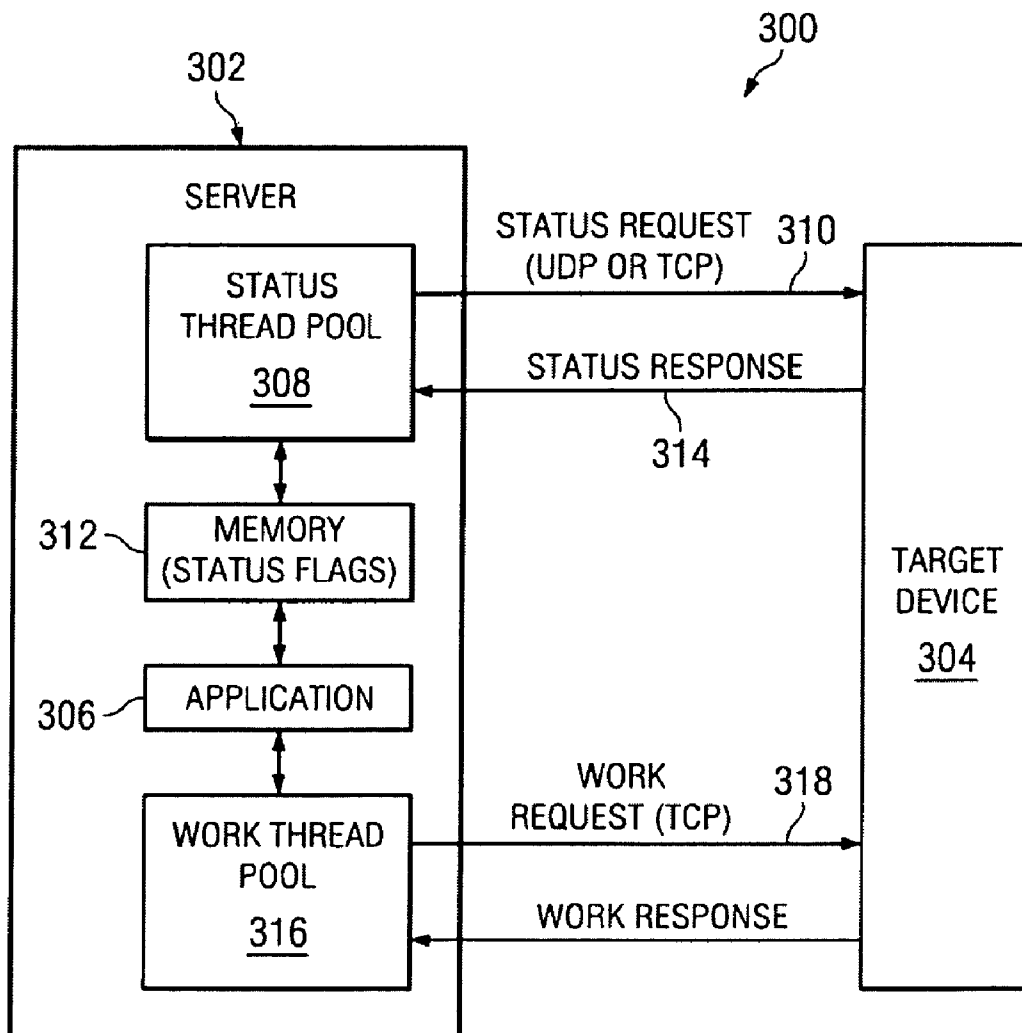 300
302
SERVER
STATUS REQUEST
(UDP OR TCP)
310
STATUS
THREAD POOL
308
STATUS RESPONSE
314
312
MEMORY
(STATUS FLAGS)
TARGET
DEVICE
304
306
APPLICATION
WORK
REQUEST (TCP)
318
WORK THREAD
POOL
316
WORK RESPONSE